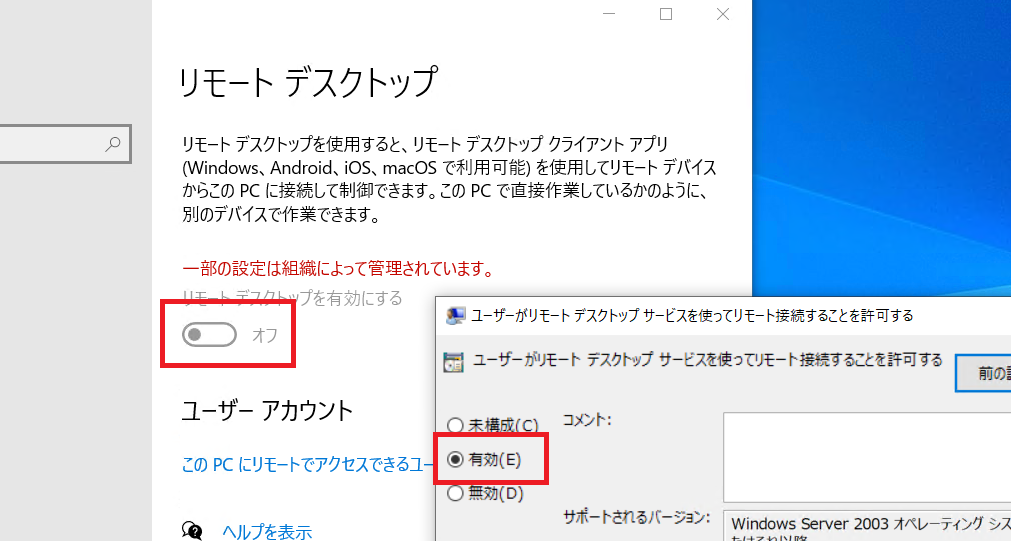 リモート デスクトップ
リモート デスクトップを使用すると、リモート デスクトップ クライアント アプリ
(Windows、Android、iOS、macOS で利用可能) を使用してリモート デバイス
からこの PC に接続して制御できます。この PC で直接作業しているかのように、
別のデバイスで作業できます。
一部の設定は組織によって管理されています。
リモート デスクトップを有効にする
オフ
ユーザー アカウント
この PC にリモートでアクセスできるユー
ヘルプを表示
ユーザーがリモート デスクトップ サービスを使ってリモート接続することを許可する
ユーザーがリモート デスクトップ サービスを使ってリモート接続することを許可する
前の
未構成(C)
コメント:
有効(E)
無効(D)
サポートされるバージョン:
Windows Server 2003 オペレーティング シス